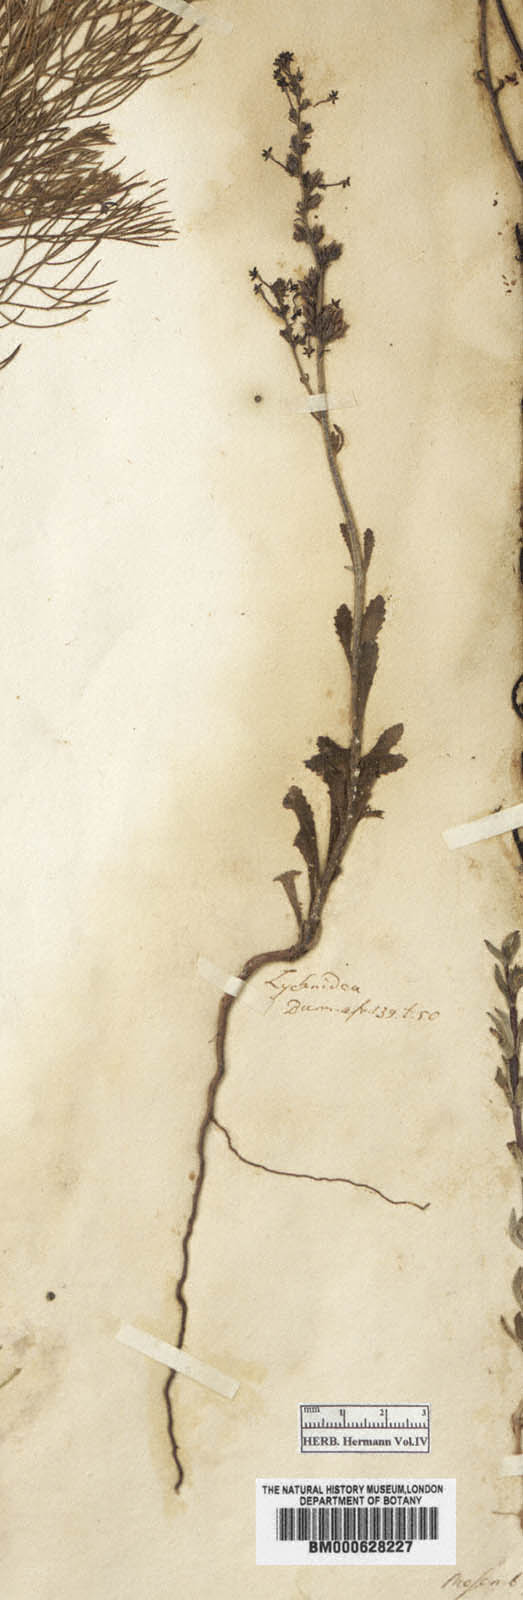 Lychnidea
Burm. afr. 139. t. 50
mm 1 2 3
HERB. Hermann Vol.IV
THE NATURAL HISTORY MUSEUM,LONDON
DEPARTMENT OF BOTANY
BM000628227